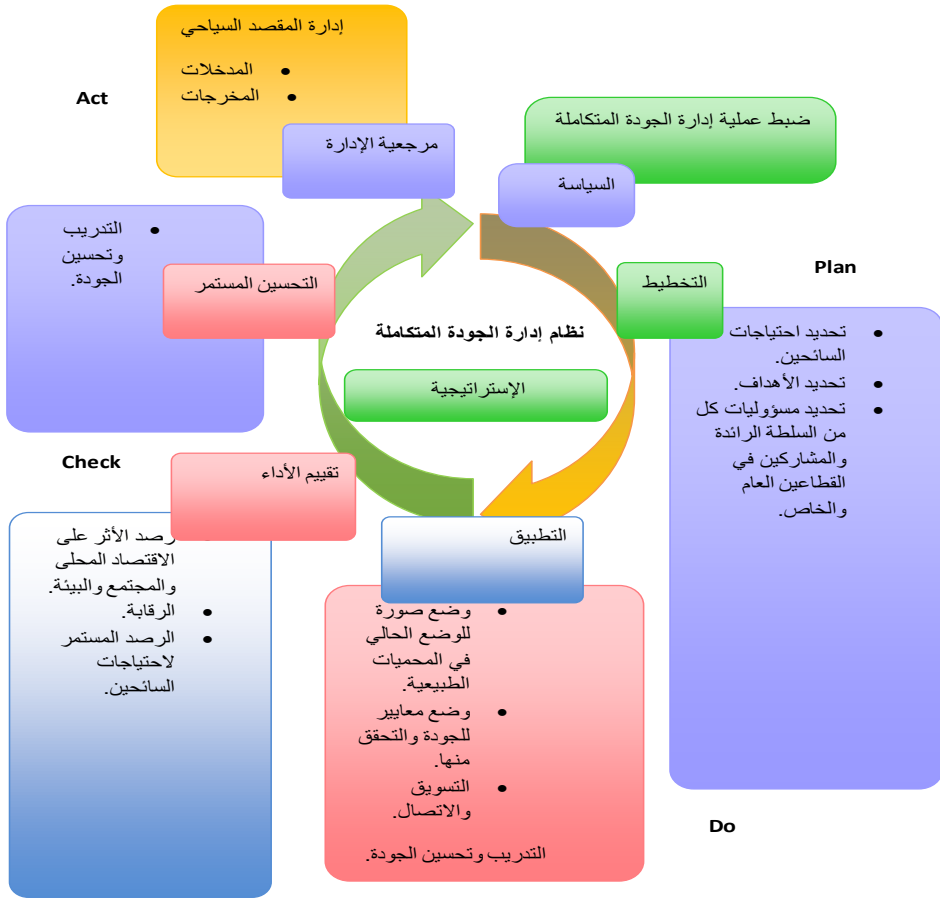 إدارة المقصد السياحي
• المدخلات
• المخرجات
Act
مرجعية الإدارة
ضبط عملية إدارة الجودة المتكاملة
السياسة
التخطيط
Plan
• تحديد احتياجات
السائحين.
• تحديد الأهداف.
• تحديد مسؤوليات كل
من السلطة الرائدة
والمشاركين في
القطاعين العام
والخاص.
نظام إدارة الجودة المتكاملة
الإستراتيجية
التطبيق
• وضع صورة
للوضع الحالي
في المحميات
الطبيعية.
• وضع معايير
للجودة والتحقق
منها.
• التسويق
والاتصال.
التدريب وتحسين الجودة.
Do
تقييم الأداء
Check
رصد الأثر على
الاقتصاد المحلى
والمجتمع والبيئة.
• الرقابة.
• الرصد المستمر
لاحتياجات
السائحين.
التحسين المستمر
• التدريب
وتحسين
الجودة.